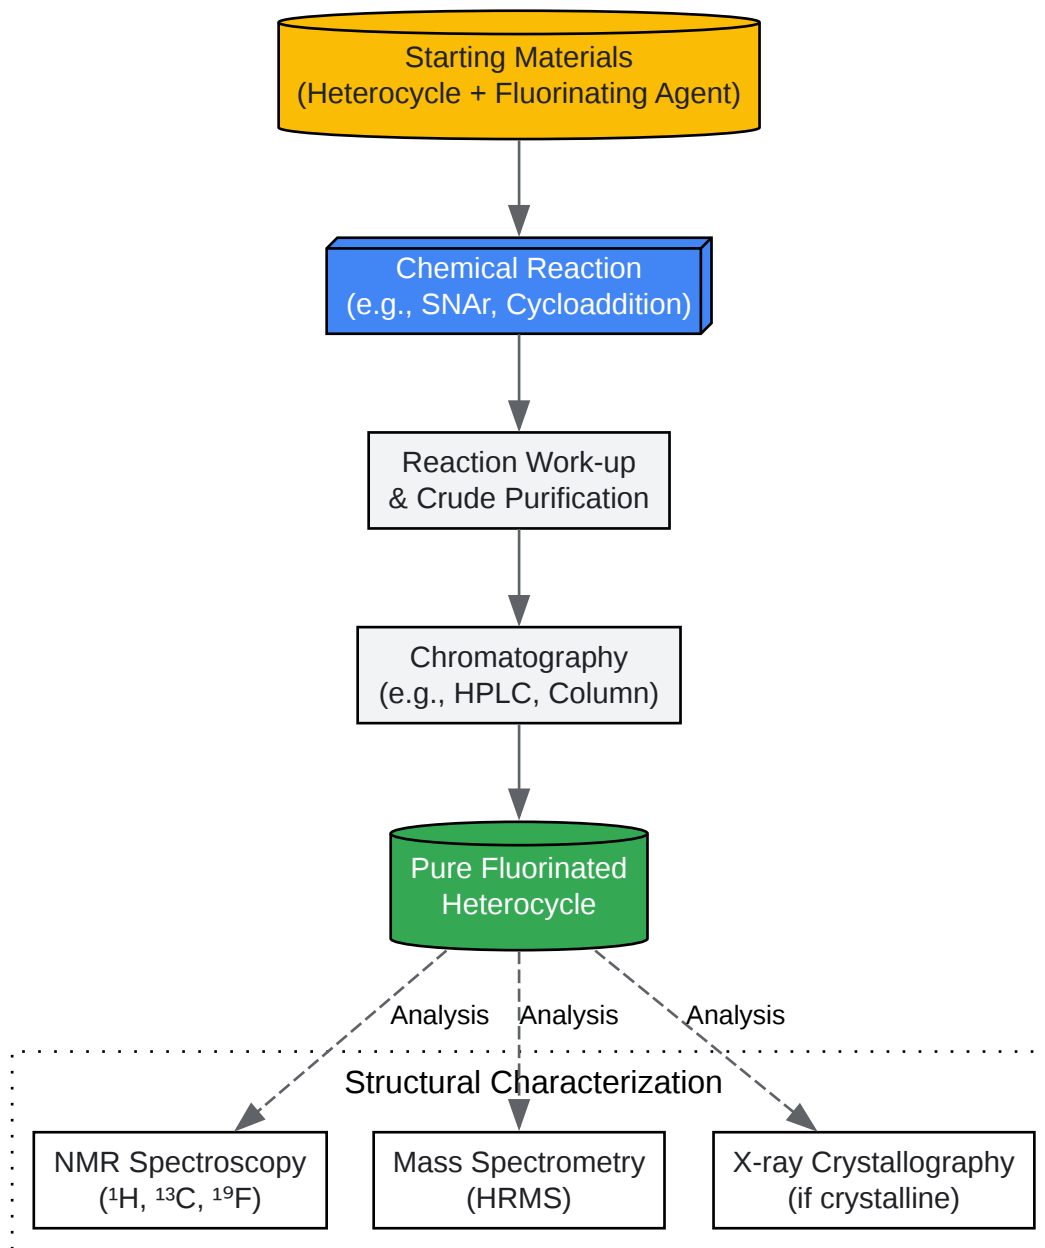 Starting Materials
(Heterocycle + Fluorinating Agent)
Chemical Reaction
(e.g., SNAr, Cycloaddition)
Reaction Work-up
& Crude Purification
Chromatography
(e.g., HPLC, Column)
Pure Fluorinated
Heterocycle
Analysis Analysis Analysis
Structural Characterization
NMR Spectroscopy
(¹H, ¹³C, ¹⁹F)
Mass Spectrometry
(HRMS)
X-ray Crystallography
(if crystalline)